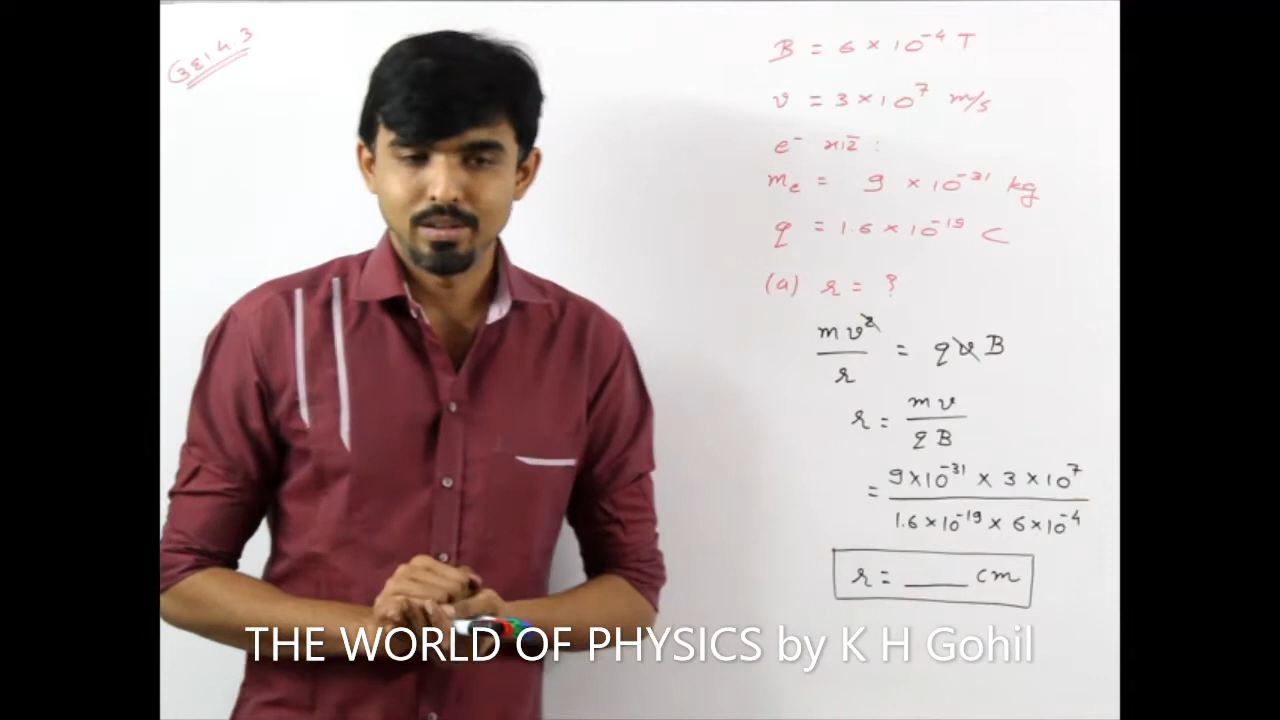 ઉદા. 4.3
B = 6 × 10⁻⁴ T
v = 3 × 10⁷ m/s
e⁻ માટે :
mₑ = 9 × 10⁻³¹ kg
q = 1.6 × 10⁻¹⁹ C
(a) r = ?
mv²/r = qvB
r = mv/qB
= 9×10⁻³¹ × 3×10⁷ / 1.6×10⁻¹⁹ × 6×10⁻⁴
r = ____ cm
THE WORLD OF PHYSICS by K H Gohil